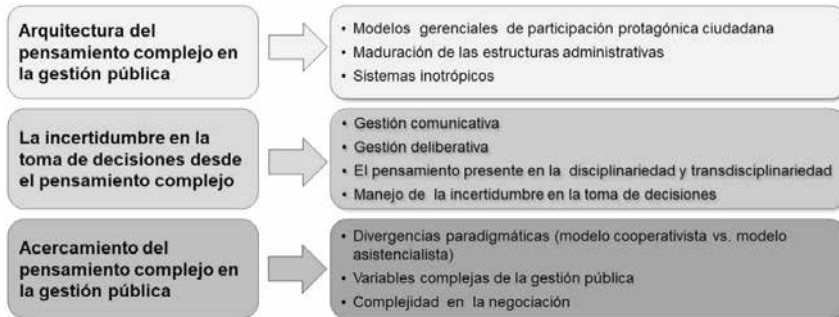 Arquitectura del
pensamiento complejo en
la gestión pública
• Modelos gerenciales de participación protagónica ciudadana
• Maduración de las estructuras administrativas
• Sistemas inotrópicos
La incertidumbre en la
toma de decisiones desde
el pensamiento complejo
• Gestión comunicativa
• Gestión deliberativa
• El pensamiento presente en la disciplinariedad y transdisciplinariedad
• Manejo de la incertidumbre en la toma de decisiones
Acercamiento del
pensamiento complejo en
la gestión pública
• Divergencias paradigmáticas (modelo cooperativista vs. modelo
asistencialista)
• Variables complejas de la gestión pública
• Complejidad en la negociación